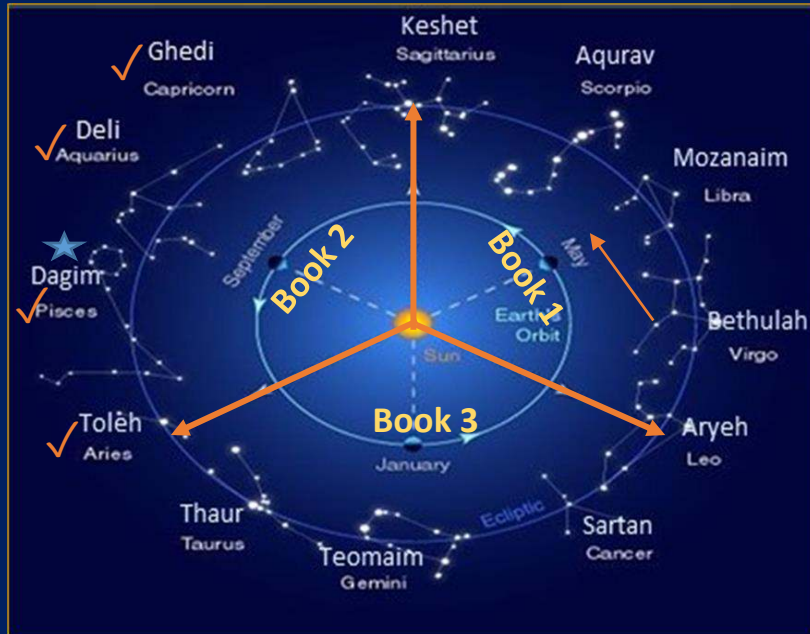 Keshet
Sagittarius
Ghedi
Capricorn
Aqurav
Scorpio
Deli
Aquarius
Mozanaim
Libra
September
Book 2
Book 1
May
Dagim
Pisces
Earth's
Orbit
Bethulah
Virgo
Sun
Book 3
January
Toleh
Aries
Aryeh
Leo
Ecliptic
Thaur
Taurus
Sartan
Cancer
Teomaim
Gemini